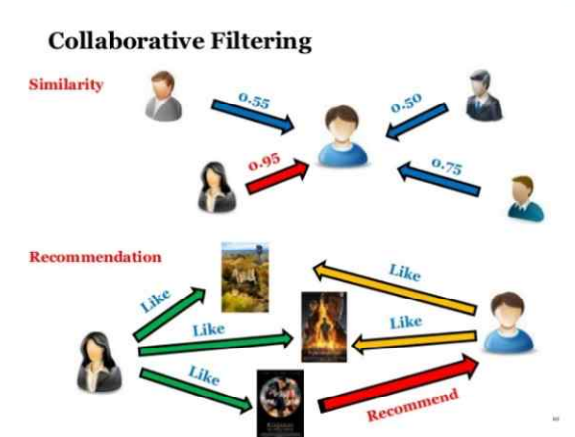 Collaborative Filtering
Similarity
0.55
0.50
0.95
0.75
Recommendation
Like
Like
Like
Like
Like
Recommend